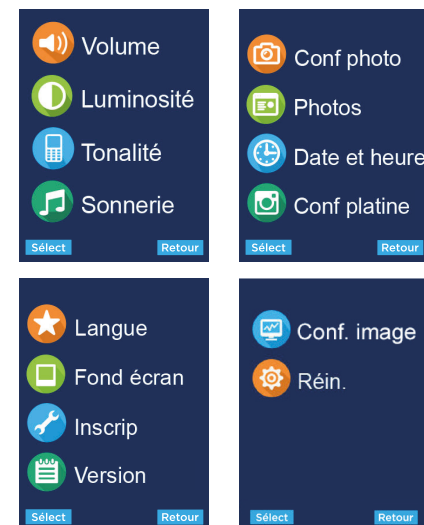 Volume
Luminosité
Tonalité
Sonnerie
Sélect Retour
Conf photo
Photos
Date et heure
Conf platine
Sélect Retour
Langue
Fond écran
Inscrip
Version
Sélect Retour
Conf. image
Réin.
Sélect Retour